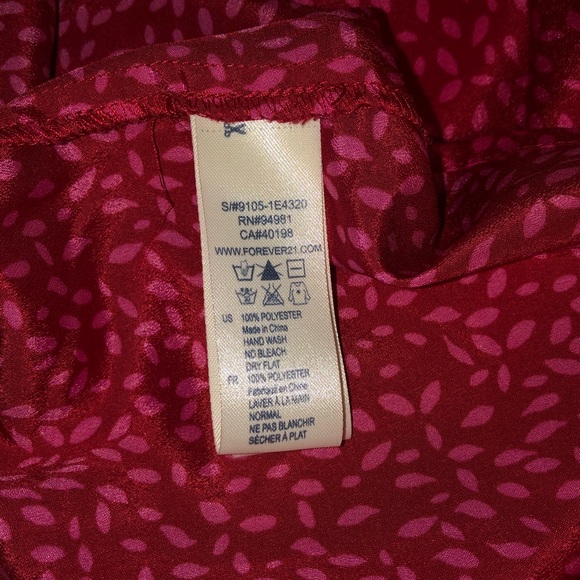 S/#9105-1E4320
RN#94981
CA#40198
WWW.FOREVER21.COM
US 100% POLYESTER
Made in China
HAND WASH
NO BLEACH
DRY FLAT
FR 100% POLYESTER
Fabriqué en Chine
LAVER À LA MAIN
NORMAL
NE PAS BLANCHIR
SÉCHER À PLAT